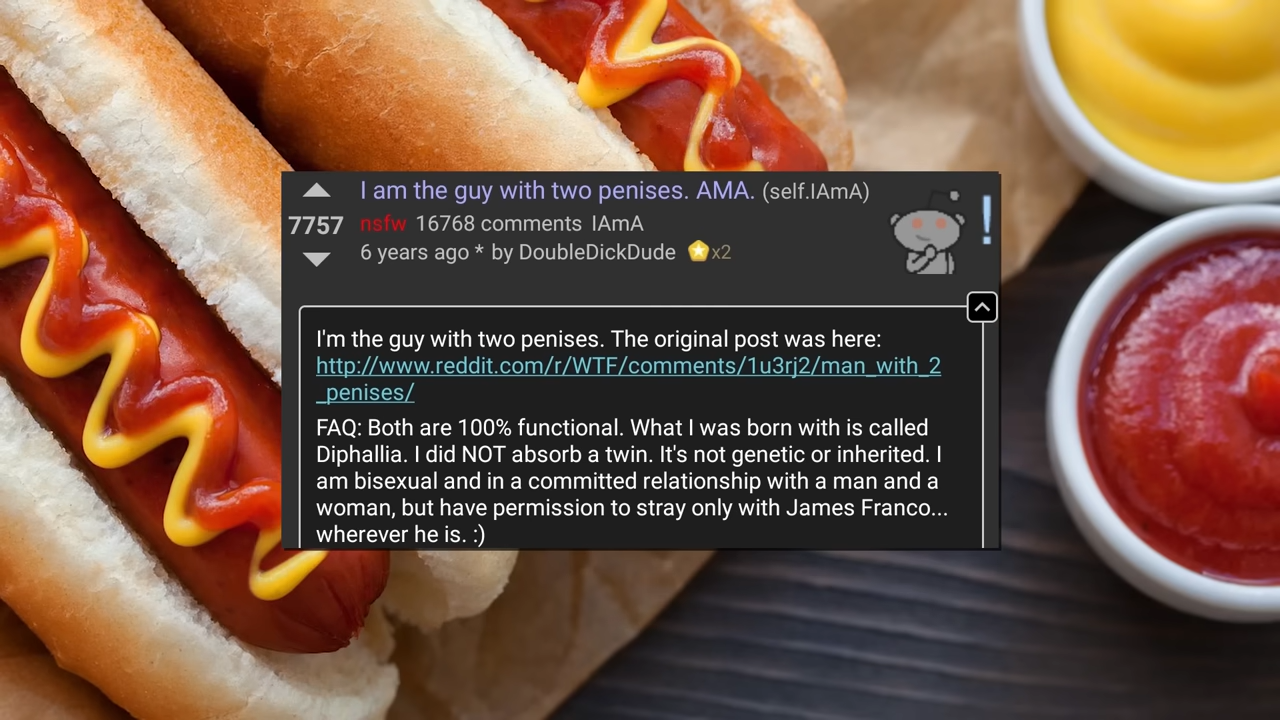 I am the guy with two penises. AMA. (self.IAmA)
7757
nsfw 16768 comments IAmA
6 years ago * by DoubleDickDude x2
I'm the guy with two penises. The original post was here:
http://www.reddit.com/r/WTF/comments/1u3rj2/man_with_2
_penises/
FAQ: Both are 100% functional. What I was born with is called
Diphallia. I did NOT absorb a twin. It's not genetic or inherited. I
am bisexual and in a committed relationship with a man and a
woman, but have permission to stray only with James Franco...
wherever he is. :)